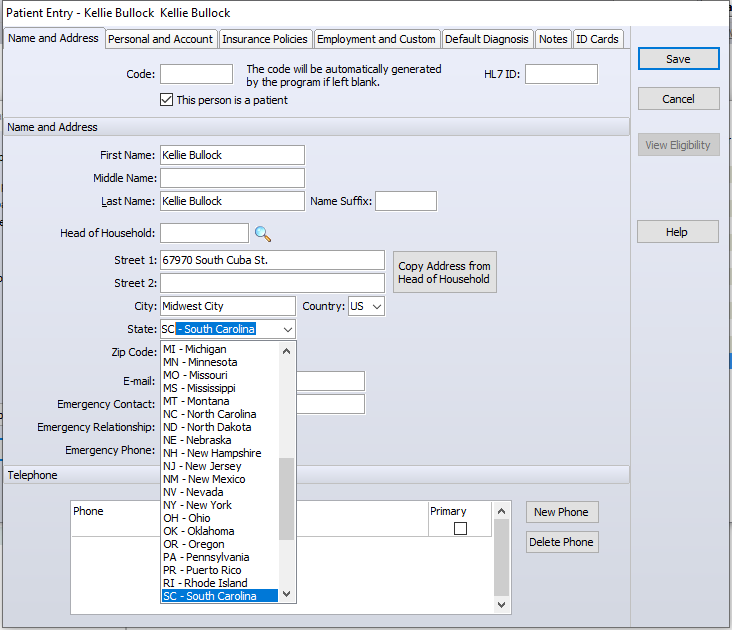 Patient Entry - Kellie Bullock  Kellie Bullock
Name and Address
Personal and Account
Insurance Policies
Employment and Custom
Default Diagnosis
Notes
ID Cards
Code:
The code will be automatically generated
by the program if left blank.
HL7 ID:
This person is a patient
Save
Cancel
View Eligibility
Help
Name and Address
First Name: Kellie Bullock
Middle Name:
Last Name: Kellie Bullock
Name Suffix:
Head of Household:
Street 1: 67970 South Cuba St.
Copy Address from
Head of Household
Street 2:
City: Midwest City
Country: US
State: SC - South Carolina
Zip Code:
E-mail:
Emergency Contact:
Emergency Relationship:
Emergency Phone:
MI - Michigan
MN - Minnesota
MO - Missouri
MS - Mississippi
MT - Montana
NC - North Carolina
ND - North Dakota
NE - Nebraska
NH - New Hampshire
NJ - New Jersey
NM - New Mexico
NV - Nevada
NY - New York
OH - Ohio
OK - Oklahoma
OR - Oregon
PA - Pennsylvania
PR - Puerto Rico
RI - Rhode Island
SC - South Carolina
Telephone
Phone
Primary
New Phone
Delete Phone